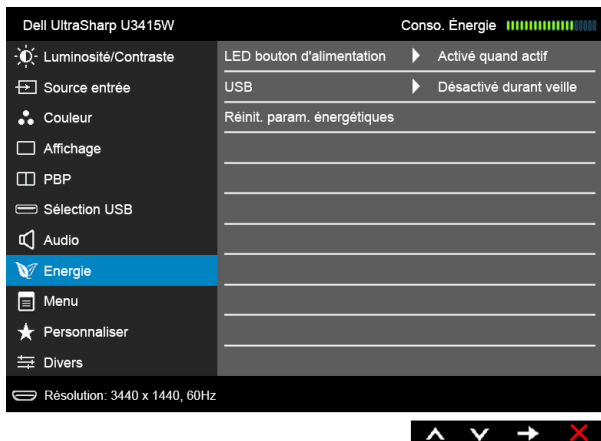 Dell UltraSharp U3415W Conso. Énergie
Luminosité/Contraste LED bouton d'alimentation Activé quand actif
Source entrée USB Désactivé durant veille
Couleur Réinit. param. énergétiques
Affichage
PBP
Sélection USB
Audio
Energie
Menu
Personnaliser
Divers
Résolution: 3440 x 1440, 60Hz